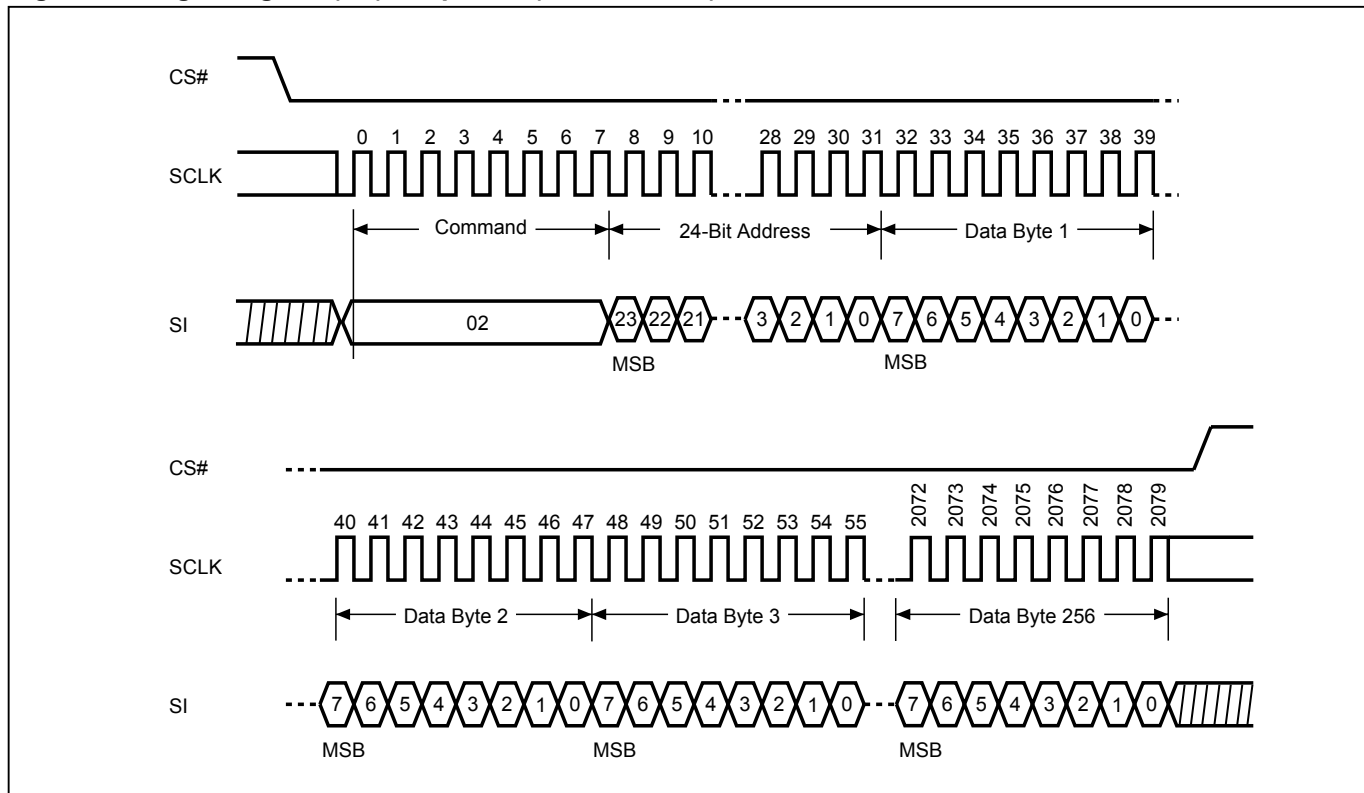 CS#
0 1 2 3 4 5 6 7 8 9 10 28 29 30 31 32 33 34 35 36 37 38 39
SCLK
Command 24-Bit Address Data Byte 1
SI 02 23 22 21 3 2 1 0 7 6 5 4 3 2 1 0
MSB MSB
CS#
40 41 42 43 44 45 46 47 48 49 50 51 52 53 54 55 2072 2073 2074 2075 2076 2077 2078 2079
SCLK
Data Byte 2 Data Byte 3 Data Byte 256
SI 7 6 5 4 3 2 1 0 7 6 5 4 3 2 1 0 7 6 5 4 3 2 1 0
MSB MSB MSB